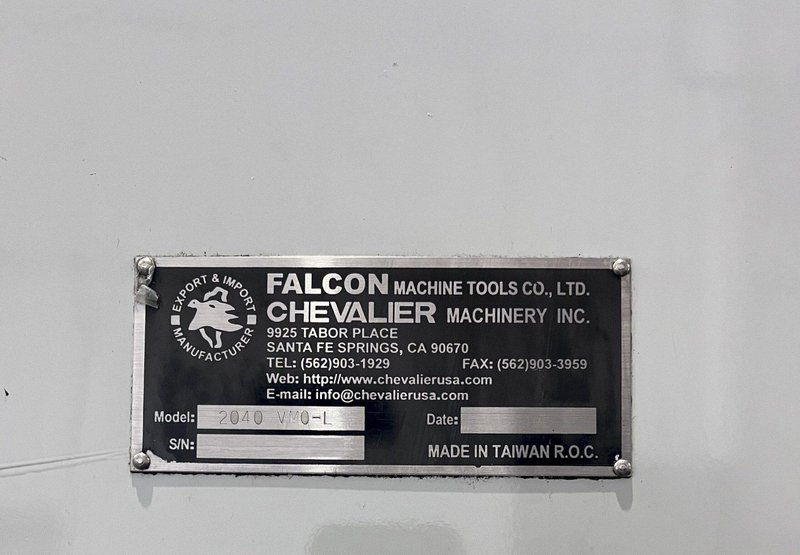 EXPORT & IMPORT
MANUFACTURER
FALCON MACHINE TOOLS CO., LTD.
CHEVALIER MACHINERY INC.
9925 TABOR PLACE
SANTA FE SPRINGS, CA 90670
TEL: (562)903-1929 FAX: (562)903-3959
Web: http://www.chevalierusa.com
E-mail: info@chevalierusa.com
Model: 2040 VMO-L Date:
S/N: MADE IN TAIWAN R.O.C.